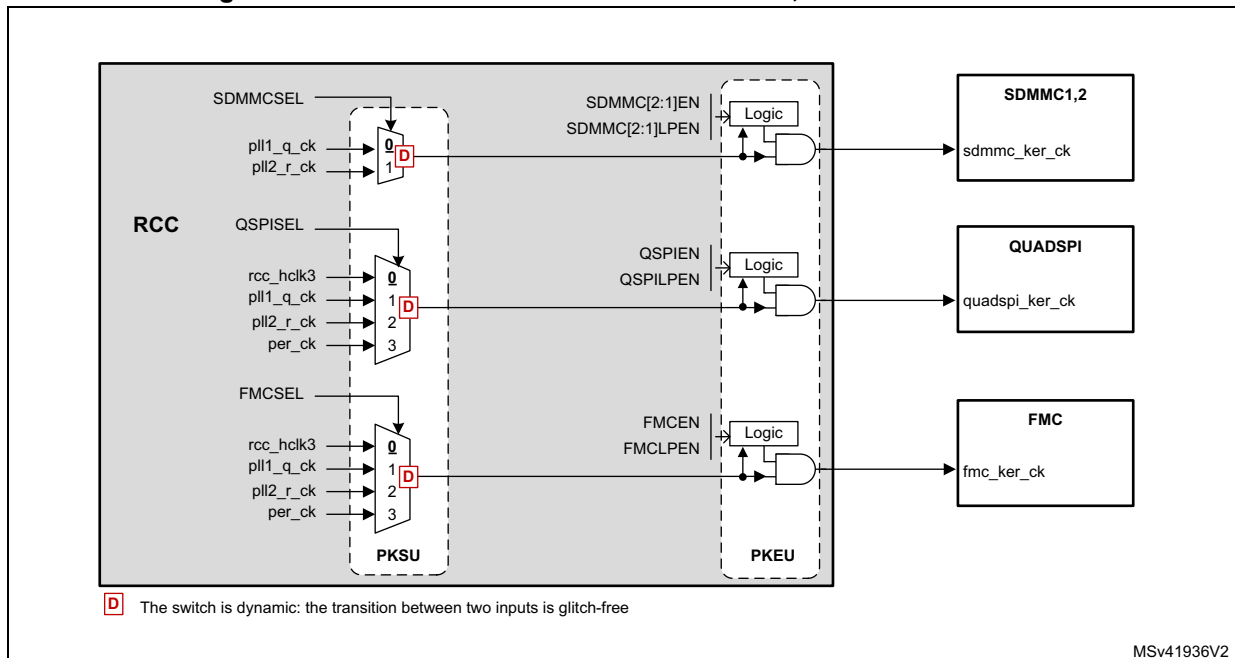 RCC
SDMMCSEL
pll1_q_ck
pll2_r_ck
0
1
D
SDMMC[2:1]EN
SDMMC[2:1]LPEN
Logic
SDMMC1,2
sdmmc_ker_ck
QSPISEL
rcc_hclk3
pll1_q_ck
pll2_r_ck
per_ck
0
1
2
3
D
QSPIEN
QSPILPEN
Logic
QUADSPI
quadspi_ker_ck
FMCSEL
rcc_hclk3
pll1_q_ck
pll2_r_ck
per_ck
0
1
2
3
D
FMCEN
FMCLPEN
Logic
FMC
fmc_ker_ck
PKSU
PKEU
D The switch is dynamic: the transition between two inputs is glitch-free
MSv41936V2